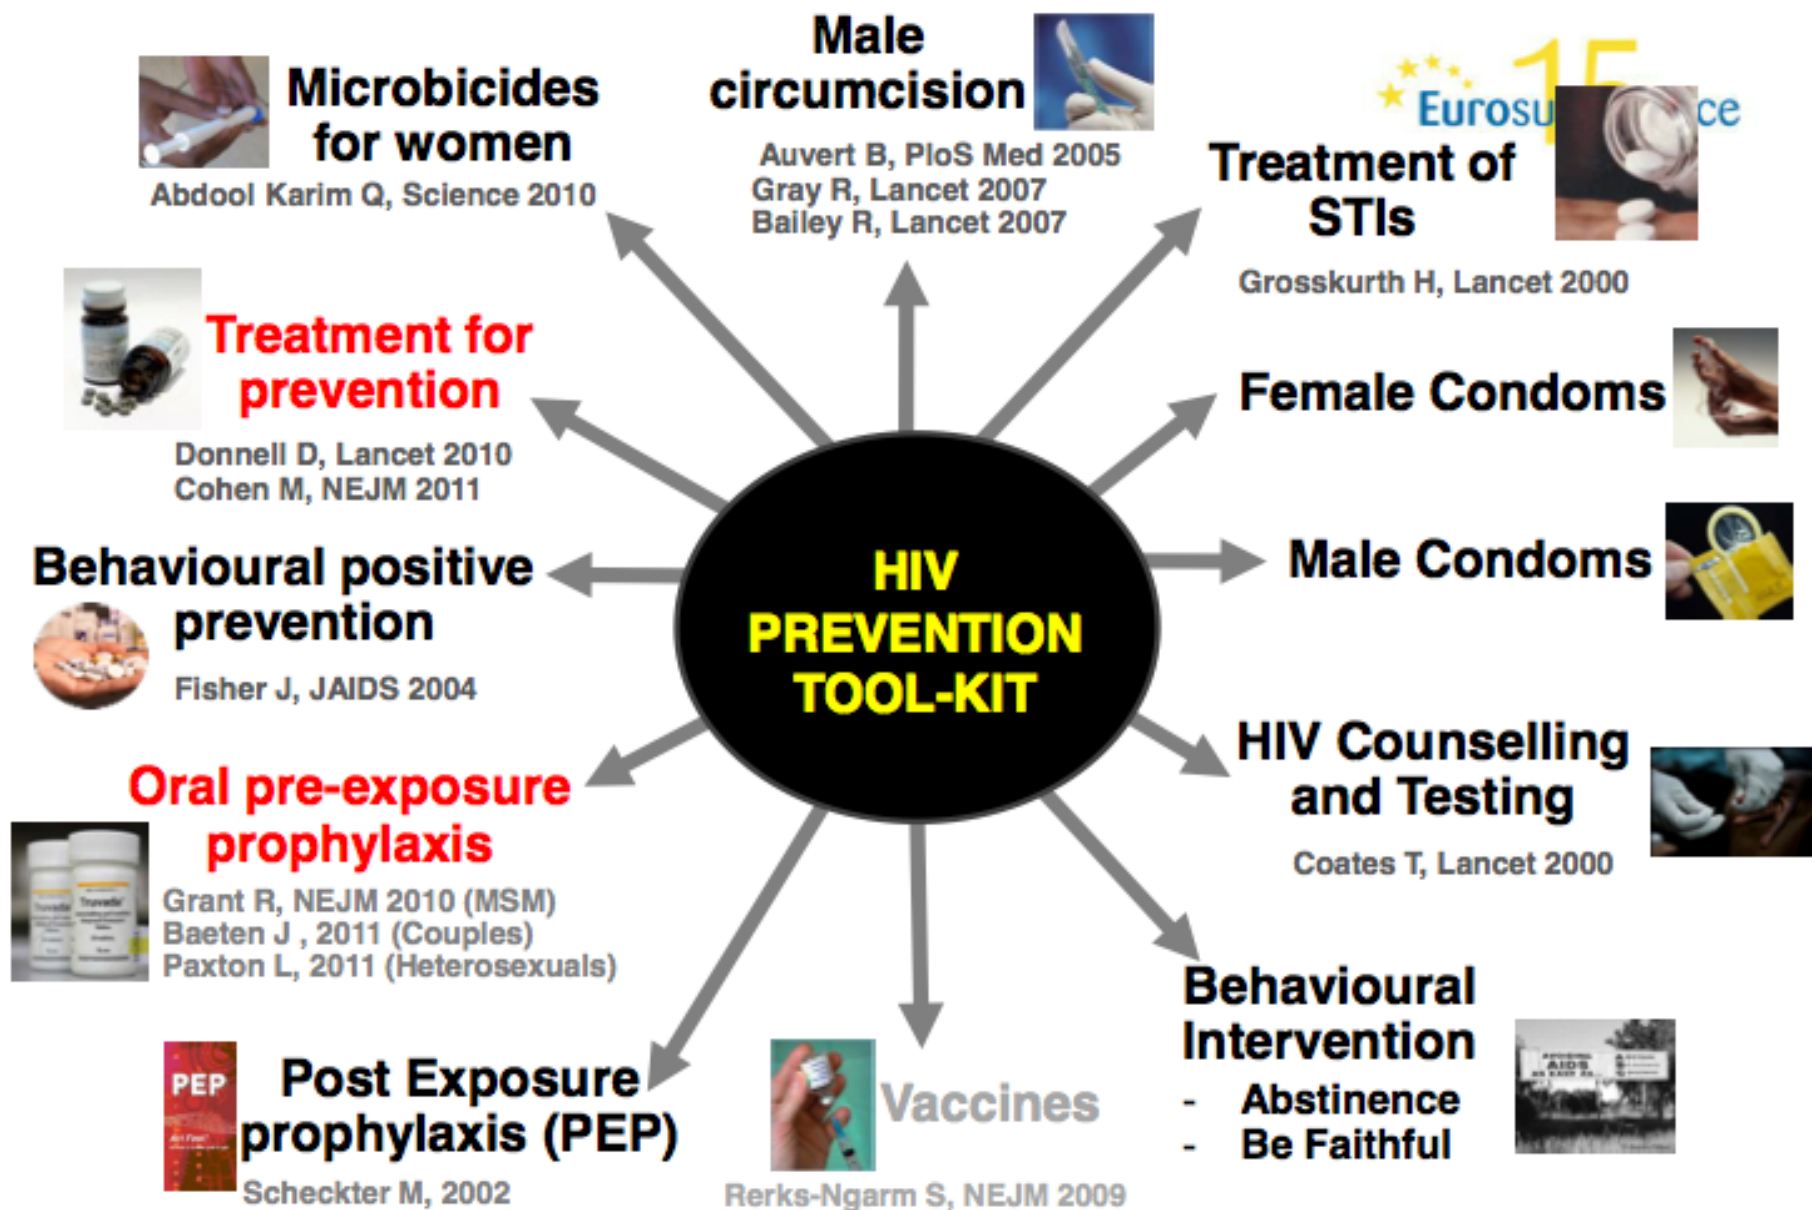 Male
circumcision
Auvert B, PloS Med 2005
Gray R, Lancet 2007
Bailey R, Lancet 2007
Microbicides
for women
Abdool Karim Q, Science 2010
15
Treatment of
STIs
Grosskurth H, Lancet 2000
Treatment for
prevention
Donnell D, Lancet 2010
Cohen M, NEJM 2011
Female Condoms
Behavioural positive
prevention
Fisher J, JAIDS 2004
Male Condoms
HIV
PREVENTION
TOOL-KIT
Oral pre-exposure
prophylaxis
Grant R, NEJM 2010 (MSM)
Baeten J , 2011 (Couples)
Paxton L, 2011 (Heterosexuals)
Truvada
HIV Counselling
and Testing
Coates T, Lancet 2000
PEP
Post Exposure
prophylaxis (PEP)
Scheckter M, 2002
Vaccines
Rerks-Ngarm S, NEJM 2009
Behavioural
Intervention
- Abstinence
- Be Faithful
AIDS